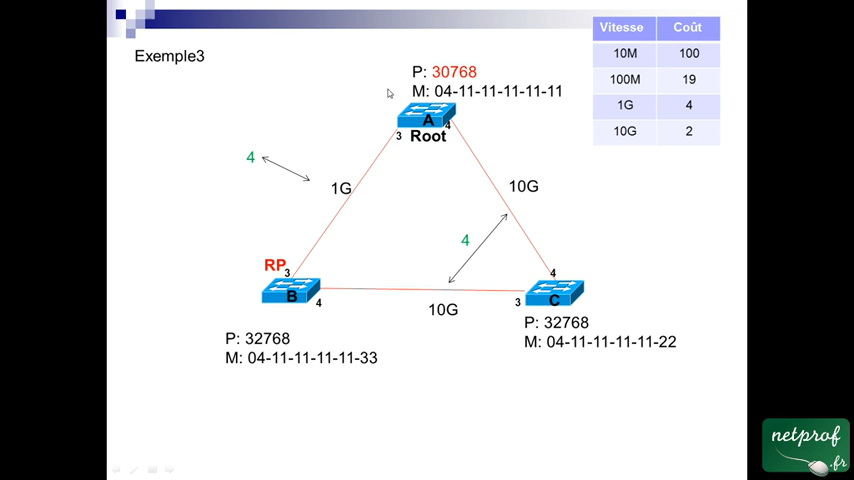 Exemple3
Vitesse Coût
10M 100
100M 19
1G 4
10G 2
P: 30768
M: 04-11-11-11-11-11
A
3 4
Root
4
1G
10G
4
RP
3
B
4
10G
4
3
C
P: 32768
M: 04-11-11-11-11-33
P: 32768
M: 04-11-11-11-11-22
netprof
.fr